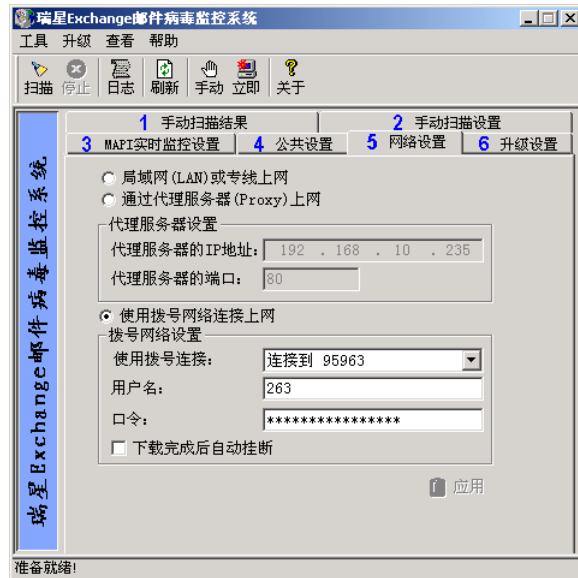 瑞星Exchange邮件病毒监控系统
工具 升级 查看 帮助
扫描 停止 日志 刷新 手动 立即 关于
1 手动扫描结果 2 手动扫描设置
3 MAPI实时监控设置 4 公共设置 5 网络设置 6 升级设置
瑞星Exchange邮件病毒监控系统
局域网(LAN)或专线上网
通过代理服务器(Proxy)上网
代理服务器设置
代理服务器的IP地址: 192 . 168 . 10 . 235
代理服务器的端口: 80
使用拨号网络连接上网
拨号网络设置
使用拨号连接: 连接到 95963
用户名: 263
口令: ****************
下载完成后自动挂断
应用
准备就绪!